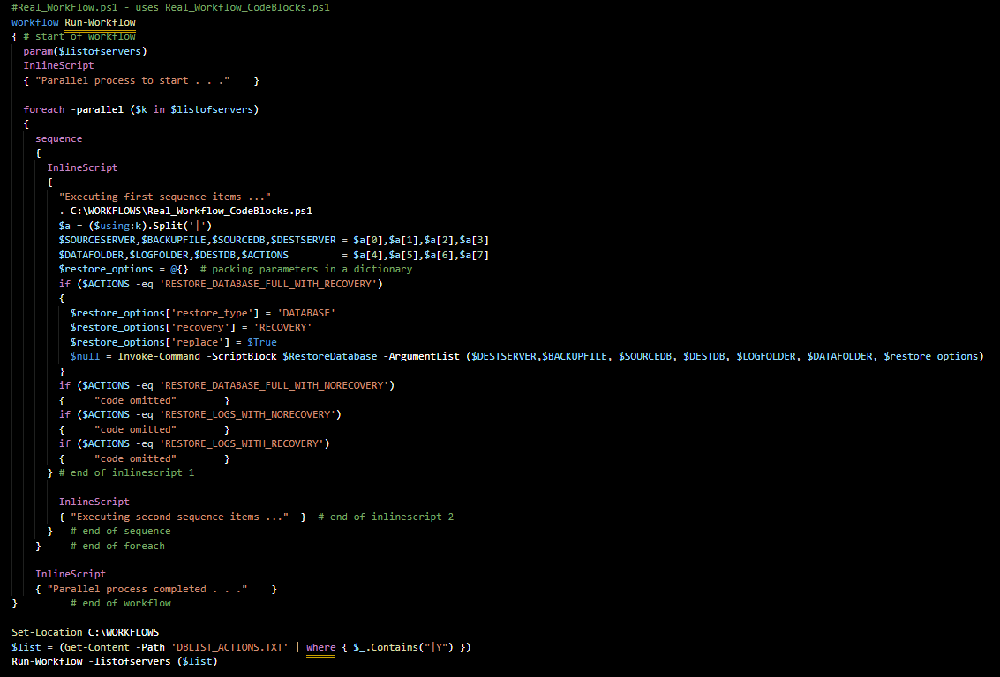 #Real_WorkFlow.ps1 - uses Real_Workflow_CodeBlocks.ps1
workflow Run-Workflow
{ # start of workflow
  param($listofservers)
  InlineScript
  { "Parallel process to start . . ."    }

  foreach -parallel ($k in $listofservers)
  {
    sequence
    {
      InlineScript
      {
        "Executing first sequence items ..."
        . C:\WORKFLOWS\Real_Workflow_CodeBlocks.ps1
        $a = ($using:k).Split('|')
        $SOURCESERVER,$BACKUPFILE,$SOURCEDB,$DESTSERVER = $a[0],$a[1],$a[2],$a[3]
        $DATAFOLDER,$LOGFOLDER,$DESTDB,$ACTIONS         = $a[4],$a[5],$a[6],$a[7]
        $restore_options = @{}  # packing parameters in a dictionary
        if ($ACTIONS -eq 'RESTORE_DATABASE_FULL_WITH_RECOVERY')
        {
          $restore_options['restore_type'] = 'DATABASE'
          $restore_options['recovery'] = 'RECOVERY'
          $restore_options['replace'] = $True
          $null = Invoke-Command -ScriptBlock $RestoreDatabase -ArgumentList ($DESTSERVER,$BACKUPFILE, $SOURCEDB, $DESTDB, $LOGFOLDER, $DATAFOLDER, $restore_options)
        }
        if ($ACTIONS -eq 'RESTORE_DATABASE_FULL_WITH_NORECOVERY')
        {     "code omitted"        }
        if ($ACTIONS -eq 'RESTORE_LOGS_WITH_NORECOVERY')
        {     "code omitted"        }
        if ($ACTIONS -eq 'RESTORE_LOGS_WITH_RECOVERY')
        {     "code omitted"        }
      } # end of inlinescript 1

        InlineScript
        { "Executing second sequence items ..."  }  # end of inlinescript 2
      }   # end of sequence
    }     # end of foreach

    InlineScript
    { "Parallel process completed . . ."    }
}         # end of workflow

Set-Location C:\WORKFLOWS
$list = (Get-Content -Path 'DBLIST_ACTIONS.TXT' | where { $_.Contains("|Y") })
Run-Workflow -listofservers ($list)